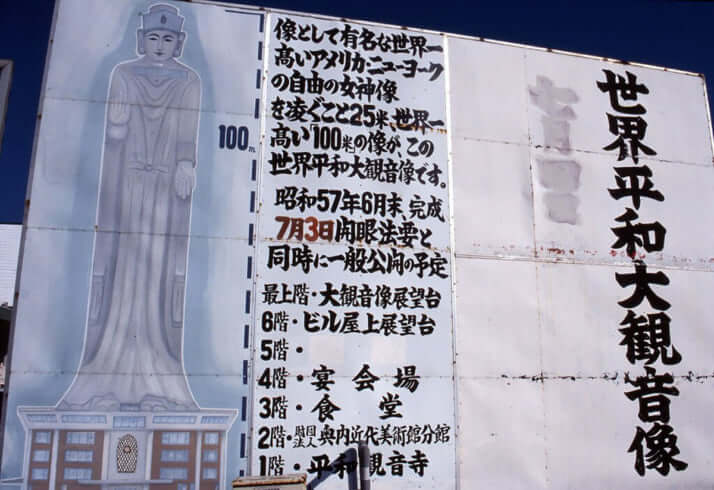 世界平和大観音像
像として有名な世界一
高いアメリカニューヨーク
の自由の女神像
を凌ぐこと25米、世界一
高い「100米」の像が、この
世界平和大観音像です。
昭和57年6月末、完成
7月3日開眼法要と
同時に一般公開の予定
最上階・大観音像展望台
6階・ビル屋上展望台
5階・
4階・宴会場
3階・食堂
2階・財団法人奥内近代美術館分館
1階・平和観音寺
100m